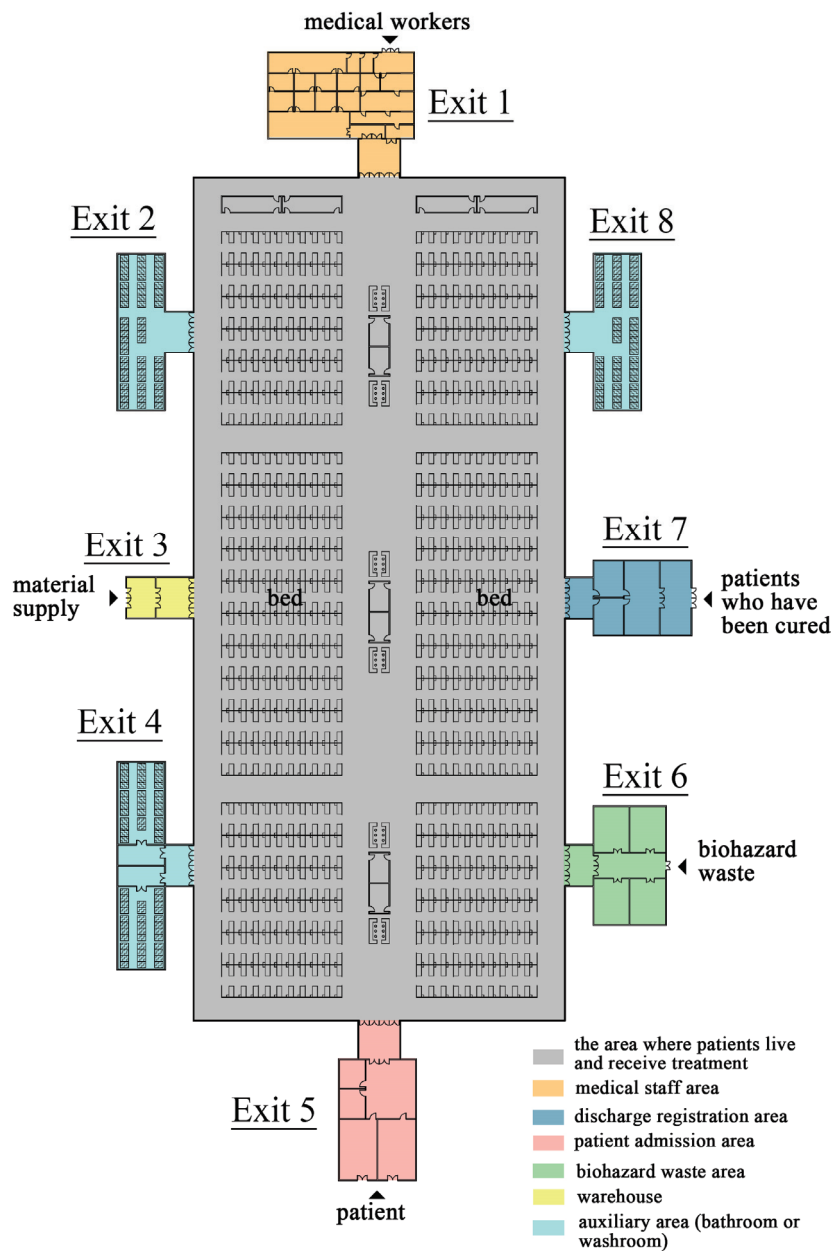 medical workers
Exit 1
Exit 2
Exit 8
Exit 3
Exit 7
material
supply
bed
bed
patients
who have
been cured
Exit 4
Exit 6
biohazard
waste
Exit 5
patient
the area where patients live
and receive treatment
medical staff area
discharge registration area
patient admission area
biohazard waste area
warehouse
auxiliary area (bathroom or
washroom)